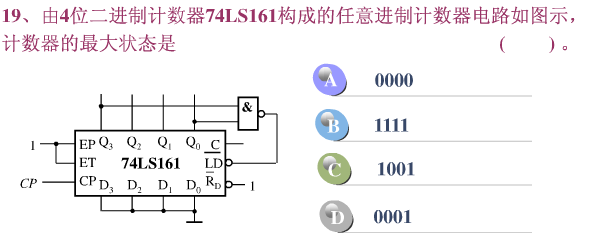 19、由4位二进制计数器74LS161构成的任意进制计数器电路如图示，
计数器的最大状态是 ( )。
A 0000
B 1111
C 1001
D 0001
&
1 EP Q3 Q2 Q1 Q0 C
ET 74LS161 LD
CP CP D3 D2 D1 D0 RD 1